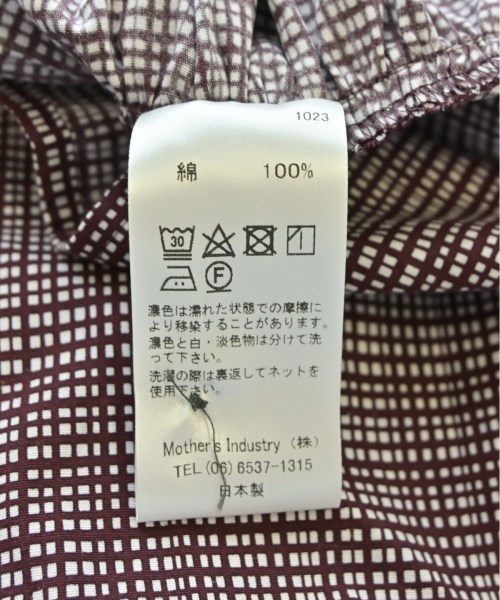 1023
綿 100%
30
F
濃色は濡れた状態での摩擦に
より移染することがあります。
濃色と白・淡色物は分けて洗
って下さい。
洗濯の際は裏返してネットを
使用下さい。
Mother's Industry (株)
TEL (06) 6537-1315
日本製